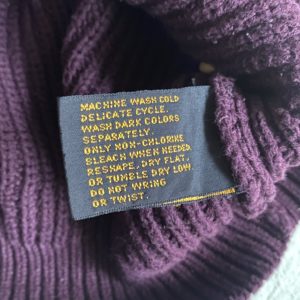 MACHINE WASH COLD
DELICATE CYCLE.
WASH DARK COLORS
SEPARATELY.
ONLY NON-CHLORINE
BLEACH WHEN NEEDED.
RESHAPE, DRY FLAT,
OR TUMBLE DRY LOW.
DO NOT WRING
OR TWIST.